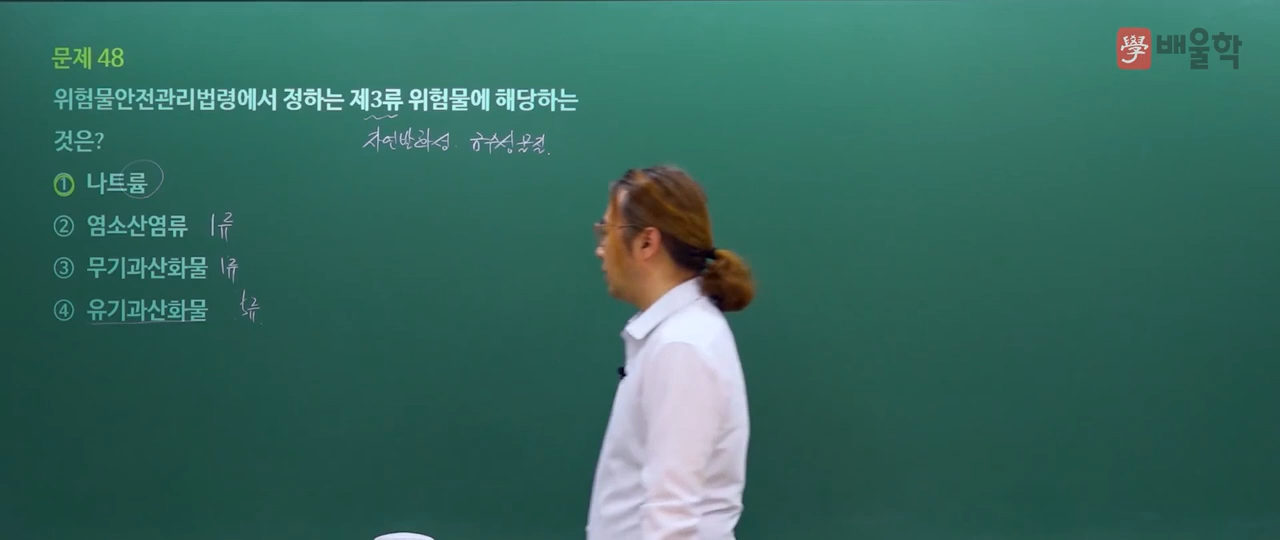 學 배울학
문제 48
위험물안전관리법령에서 정하는 제3류 위험물에 해당하는
것은?
자연발화성. 금수성물질.
① 나트륨
② 염소산염류 1류
③ 무기과산화물 1류
④ 유기과산화물 5류.